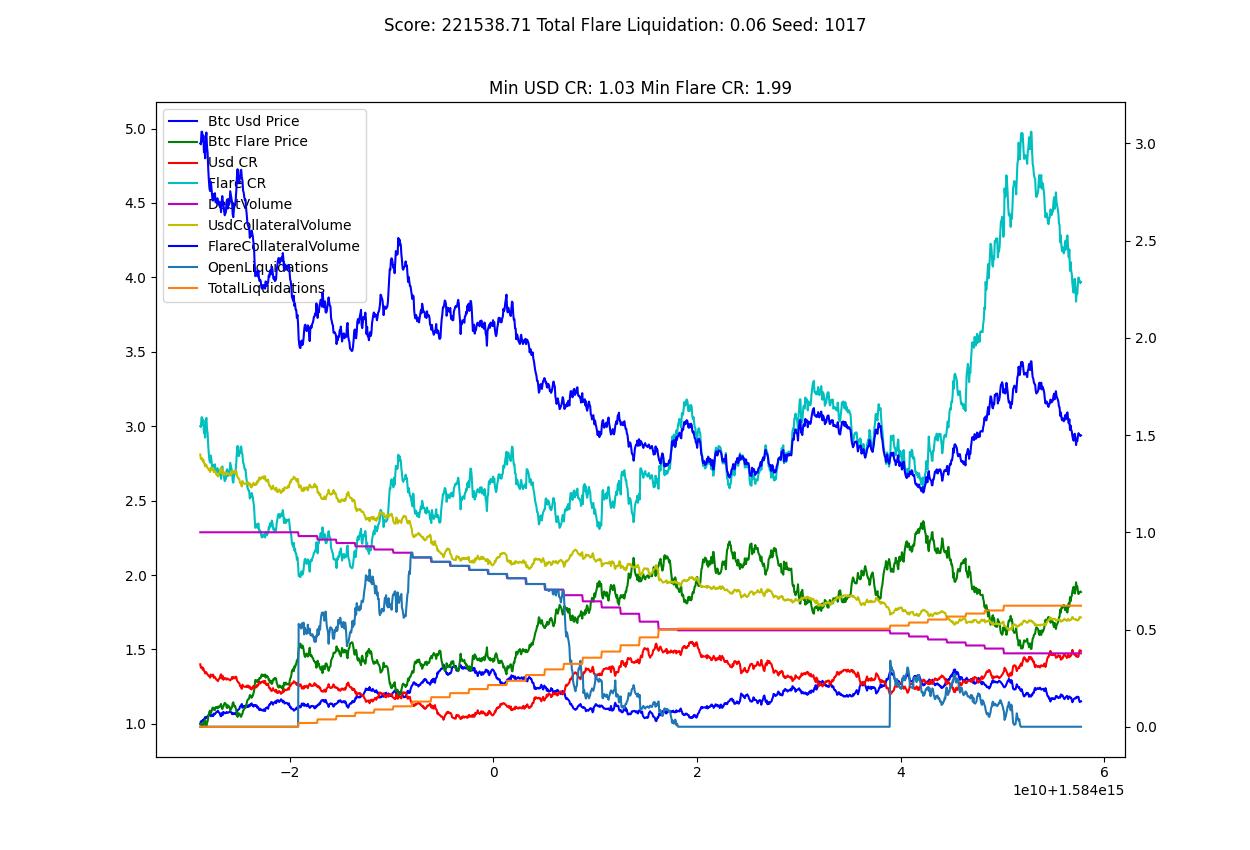 Score: 221538.71 Total Flare Liquidation: 0.06 Seed: 1017
Min USD CR: 1.03 Min Flare CR: 1.99
Btc Usd Price
Btc Flare Price
Usd CR
Flare CR
DebtVolume
UsdCollateralVolume
FlareCollateralVolume
OpenLiquidations
TotalLiquidations
5.0
4.5
4.0
3.5
3.0
2.5
2.0
1.5
1.0
3.0
2.5
2.0
1.5
1.0
0.5
0.0
−2
0
2
4
6
1e10+1.584e15